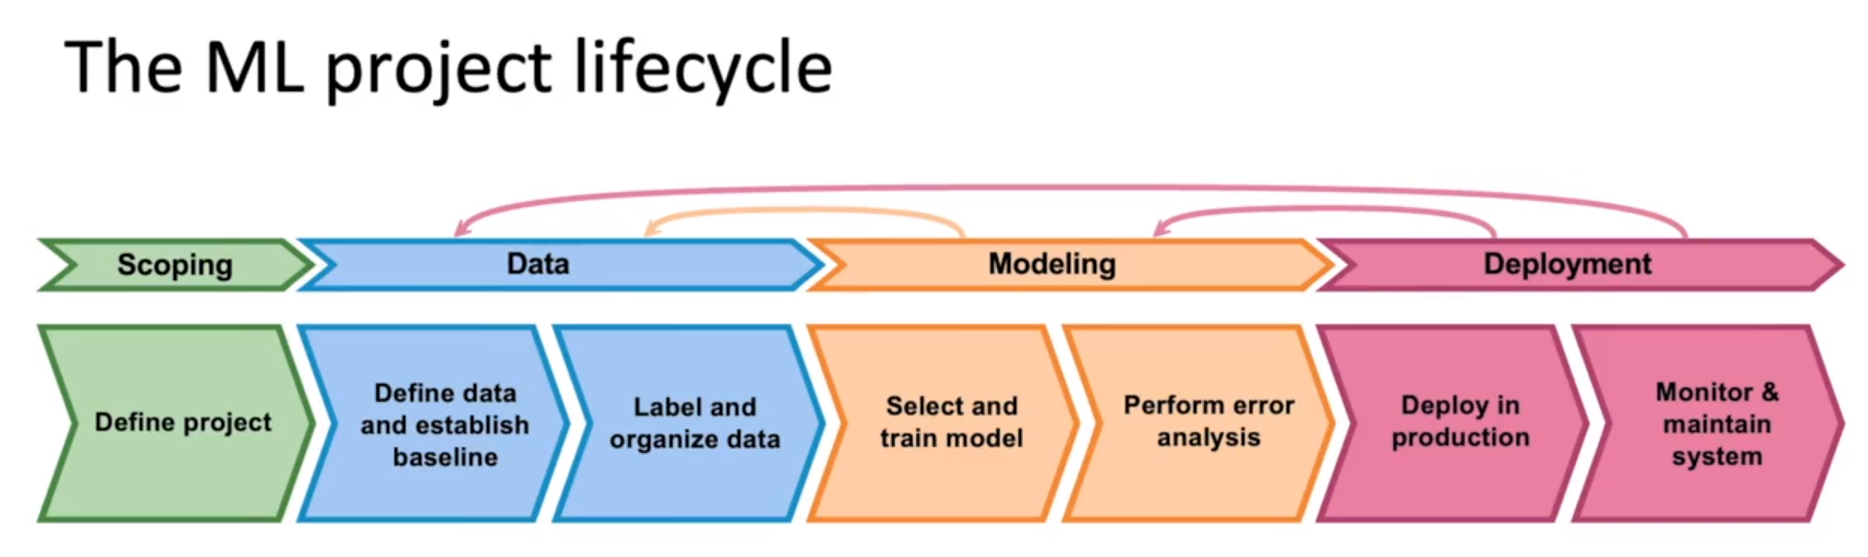 The ML project lifecycle
Scoping
Data
Modeling
Deployment
Define project
Define data
and establish
baseline
Label and
organize data
Select and
train model
Perform error
analysis
Deploy in
production
Monitor &
maintain
system